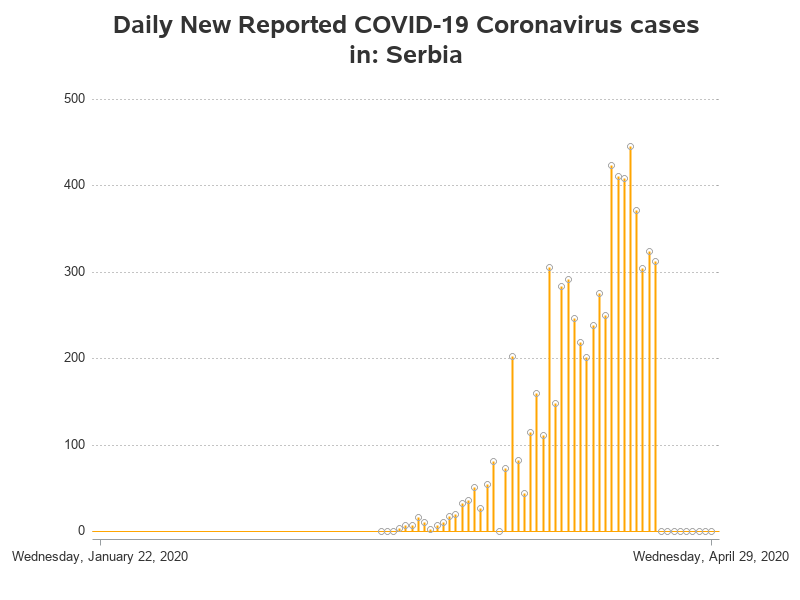 Daily New Reported COVID-19 Coronavirus cases
in: Serbia
500
400
300
200
100
0
Wednesday, January 22, 2020
Wednesday, April 29, 2020